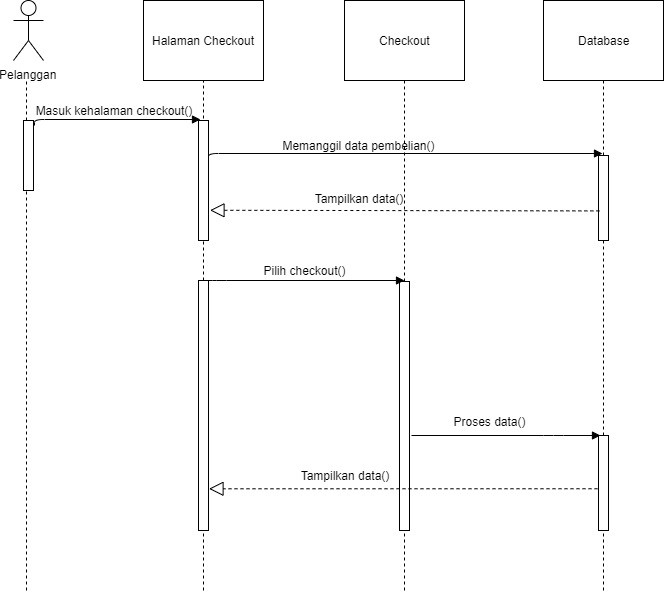 Halaman Checkout
Checkout
Database
Pelanggan
Masuk kehalaman checkout()
Memanggil data pembelian()
Tampilkan data()
Pilih checkout()
Proses data()
Tampilkan data()